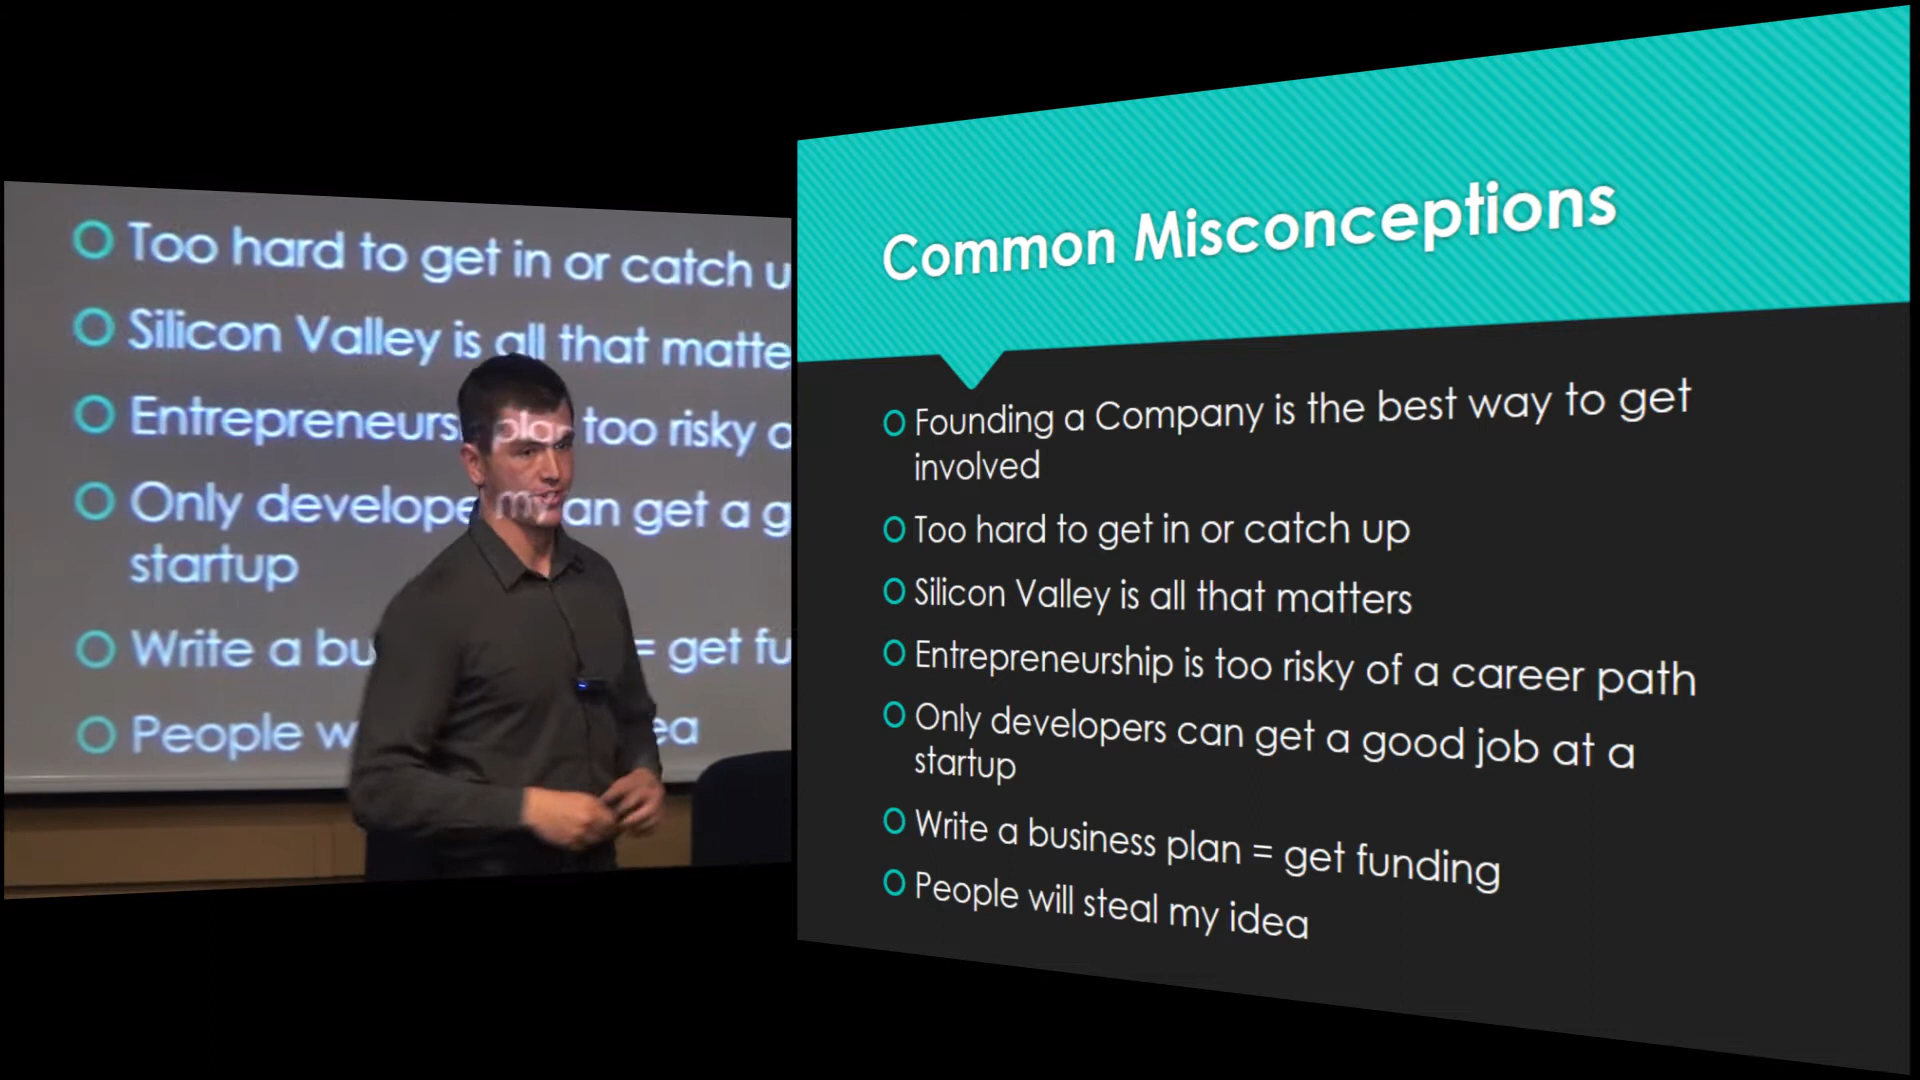 Too hard to get in or catch u
Silicon Valley is all that matte
Entrepreneurs plan too risky o
Only develope my an get a g
startup
Write a bu = get fu
People w ea
Common Misconceptions
Founding a Company is the best way to get
involved
Too hard to get in or catch up
Silicon Valley is all that matters
Entrepreneurship is too risky of a career path
Only developers can get a good job at a
startup
Write a business plan = get funding
People will steal my idea